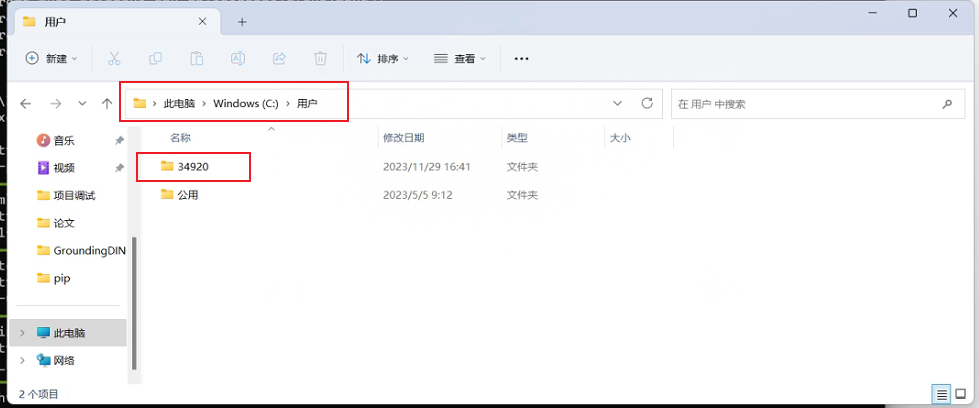 用户
新建 排序 查看
此电脑 Windows (C:) 用户 在 用户 中搜索
名称 修改日期 类型 大小
音乐
34920 2023/11/29 16:41 文件夹
视频
公用 2023/5/5 9:12 文件夹
项目调试
论文
GroundingDIN
pip
此电脑
网络
2 个项目